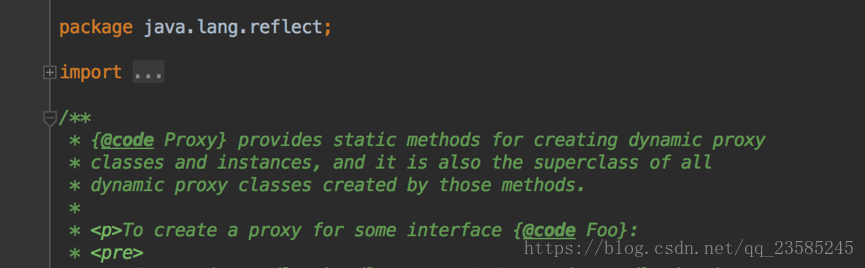 package java.lang.reflect;
import ...
/**
* {@code Proxy} provides static methods for creating dynamic proxy
* classes and instances, and it is also the superclass of all
* dynamic proxy classes created by those methods.
*
* <p>To create a proxy for some interface {@code Foo}:
* <pre>
https://blog.csdn.net/qq_23585245